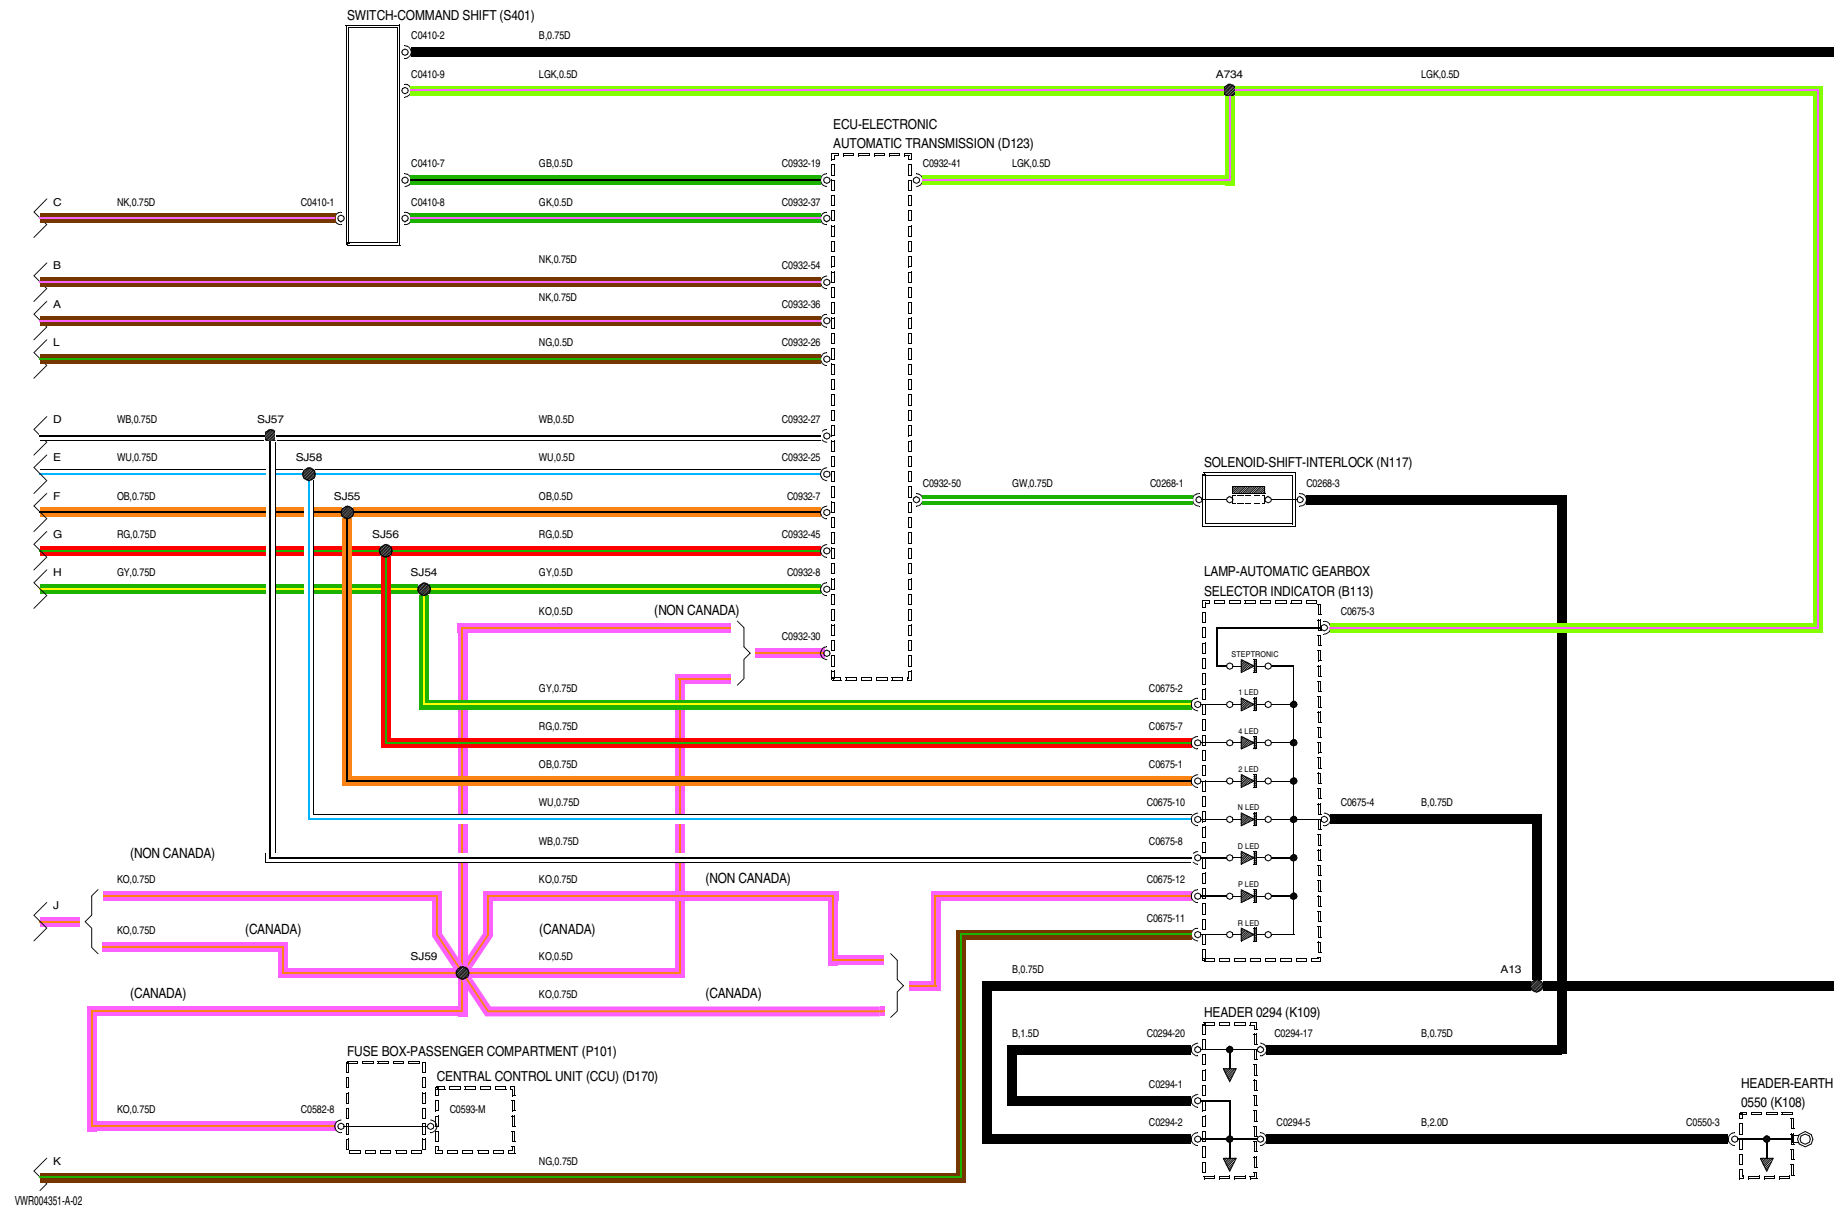 SWITCH-COMMAND SHIFT (S401)
C0410-2 B,0.75D
C0410-9 LGK,0.5D A734 LGK,0.5D
ECU-ELECTRONIC
AUTOMATIC TRANSMISSION (D123)
C0410-7 GB,0.5D C0932-19 C0932-41 LGK,0.5D
C NK,0.75D C0410-1 C0410-8 GK,0.5D C0932-37
B NK,0.75D C0932-54
A NK,0.75D C0932-36
L NG,0.5D C0932-26
D WB,0.75D SJ57 WB,0.5D C0932-27
E WU,0.75D SJ58 WU,0.5D C0932-25
SOLENOID-SHIFT-INTERLOCK (N117)
C0932-50 GW,0.75D C0268-1 C0268-3
F OB,0.75D SJ55 OB,0.5D C0932-7
G RG,0.75D SJ56 RG,0.5D C0932-45
H GY,0.75D SJ54 GY,0.5D C0932-8
LAMP-AUTOMATIC GEARBOX
SELECTOR INDICATOR (B113)
KO,0.5D (NON CANADA) C0675-3
C0932-30
STEPTRONIC
GY,0.75D C0675-2 1 LED
RG,0.75D C0675-7 4 LED
OB,0.75D C0675-1 2 LED
WU,0.75D C0675-10 N LED C0675-4 B,0.75D
WB,0.75D C0675-8 D LED
(NON CANADA)
KO,0.75D KO,0.75D (NON CANADA) C0675-12 P LED
J
KO,0.75D (CANADA) (CANADA) C0675-11 R LED
SJ59 KO,0.5D
B,0.75D A13
(CANADA) KO,0.75D (CANADA)
HEADER 0294 (K109)
B,1.5D C0294-20 C0294-17 B,0.75D
FUSE BOX-PASSENGER COMPARTMENT (P101)
CENTRAL CONTROL UNIT (CCU) (D170)
C0294-1
HEADER-EARTH
0550 (K108)
KO,0.75D C0582-8 C0593-M
C0294-2 C0294-5 B,2.0D C0550-3
K NG,0.75D
VWR004351-A-02